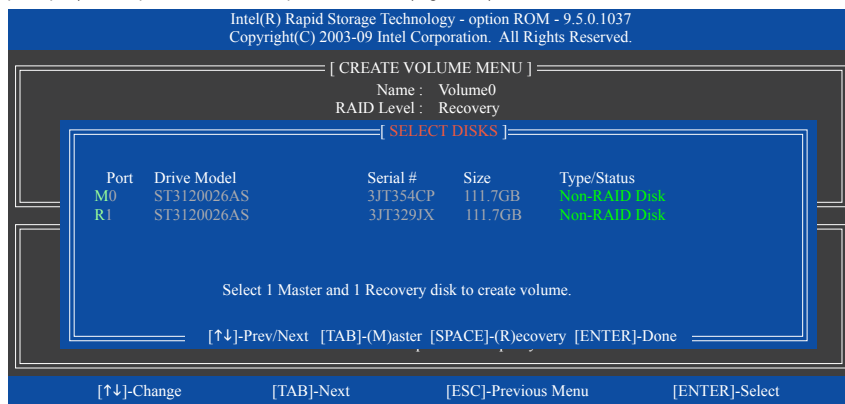 Intel(R) Rapid Storage Technology - option ROM - 9.5.0.1037
Copyright(C) 2003-09 Intel Corporation. All Rights Reserved.
[ CREATE VOLUME MENU ]
Name : Volume0
RAID Level : Recovery
[ SELECT DISKS ]
Port Drive Model Serial # Size Type/Status
M0 ST3120026AS 3JT354CP 111.7GB Non-RAID Disk
R1 ST3120026AS 3JT329JX 111.7GB Non-RAID Disk
Select 1 Master and 1 Recovery disk to create volume.
[↑↓]-Prev/Next [TAB]-(M)aster [SPACE]-(R)ecovery [ENTER]-Done
[↑↓]-Change [TAB]-Next [ESC]-Previous Menu [ENTER]-Select